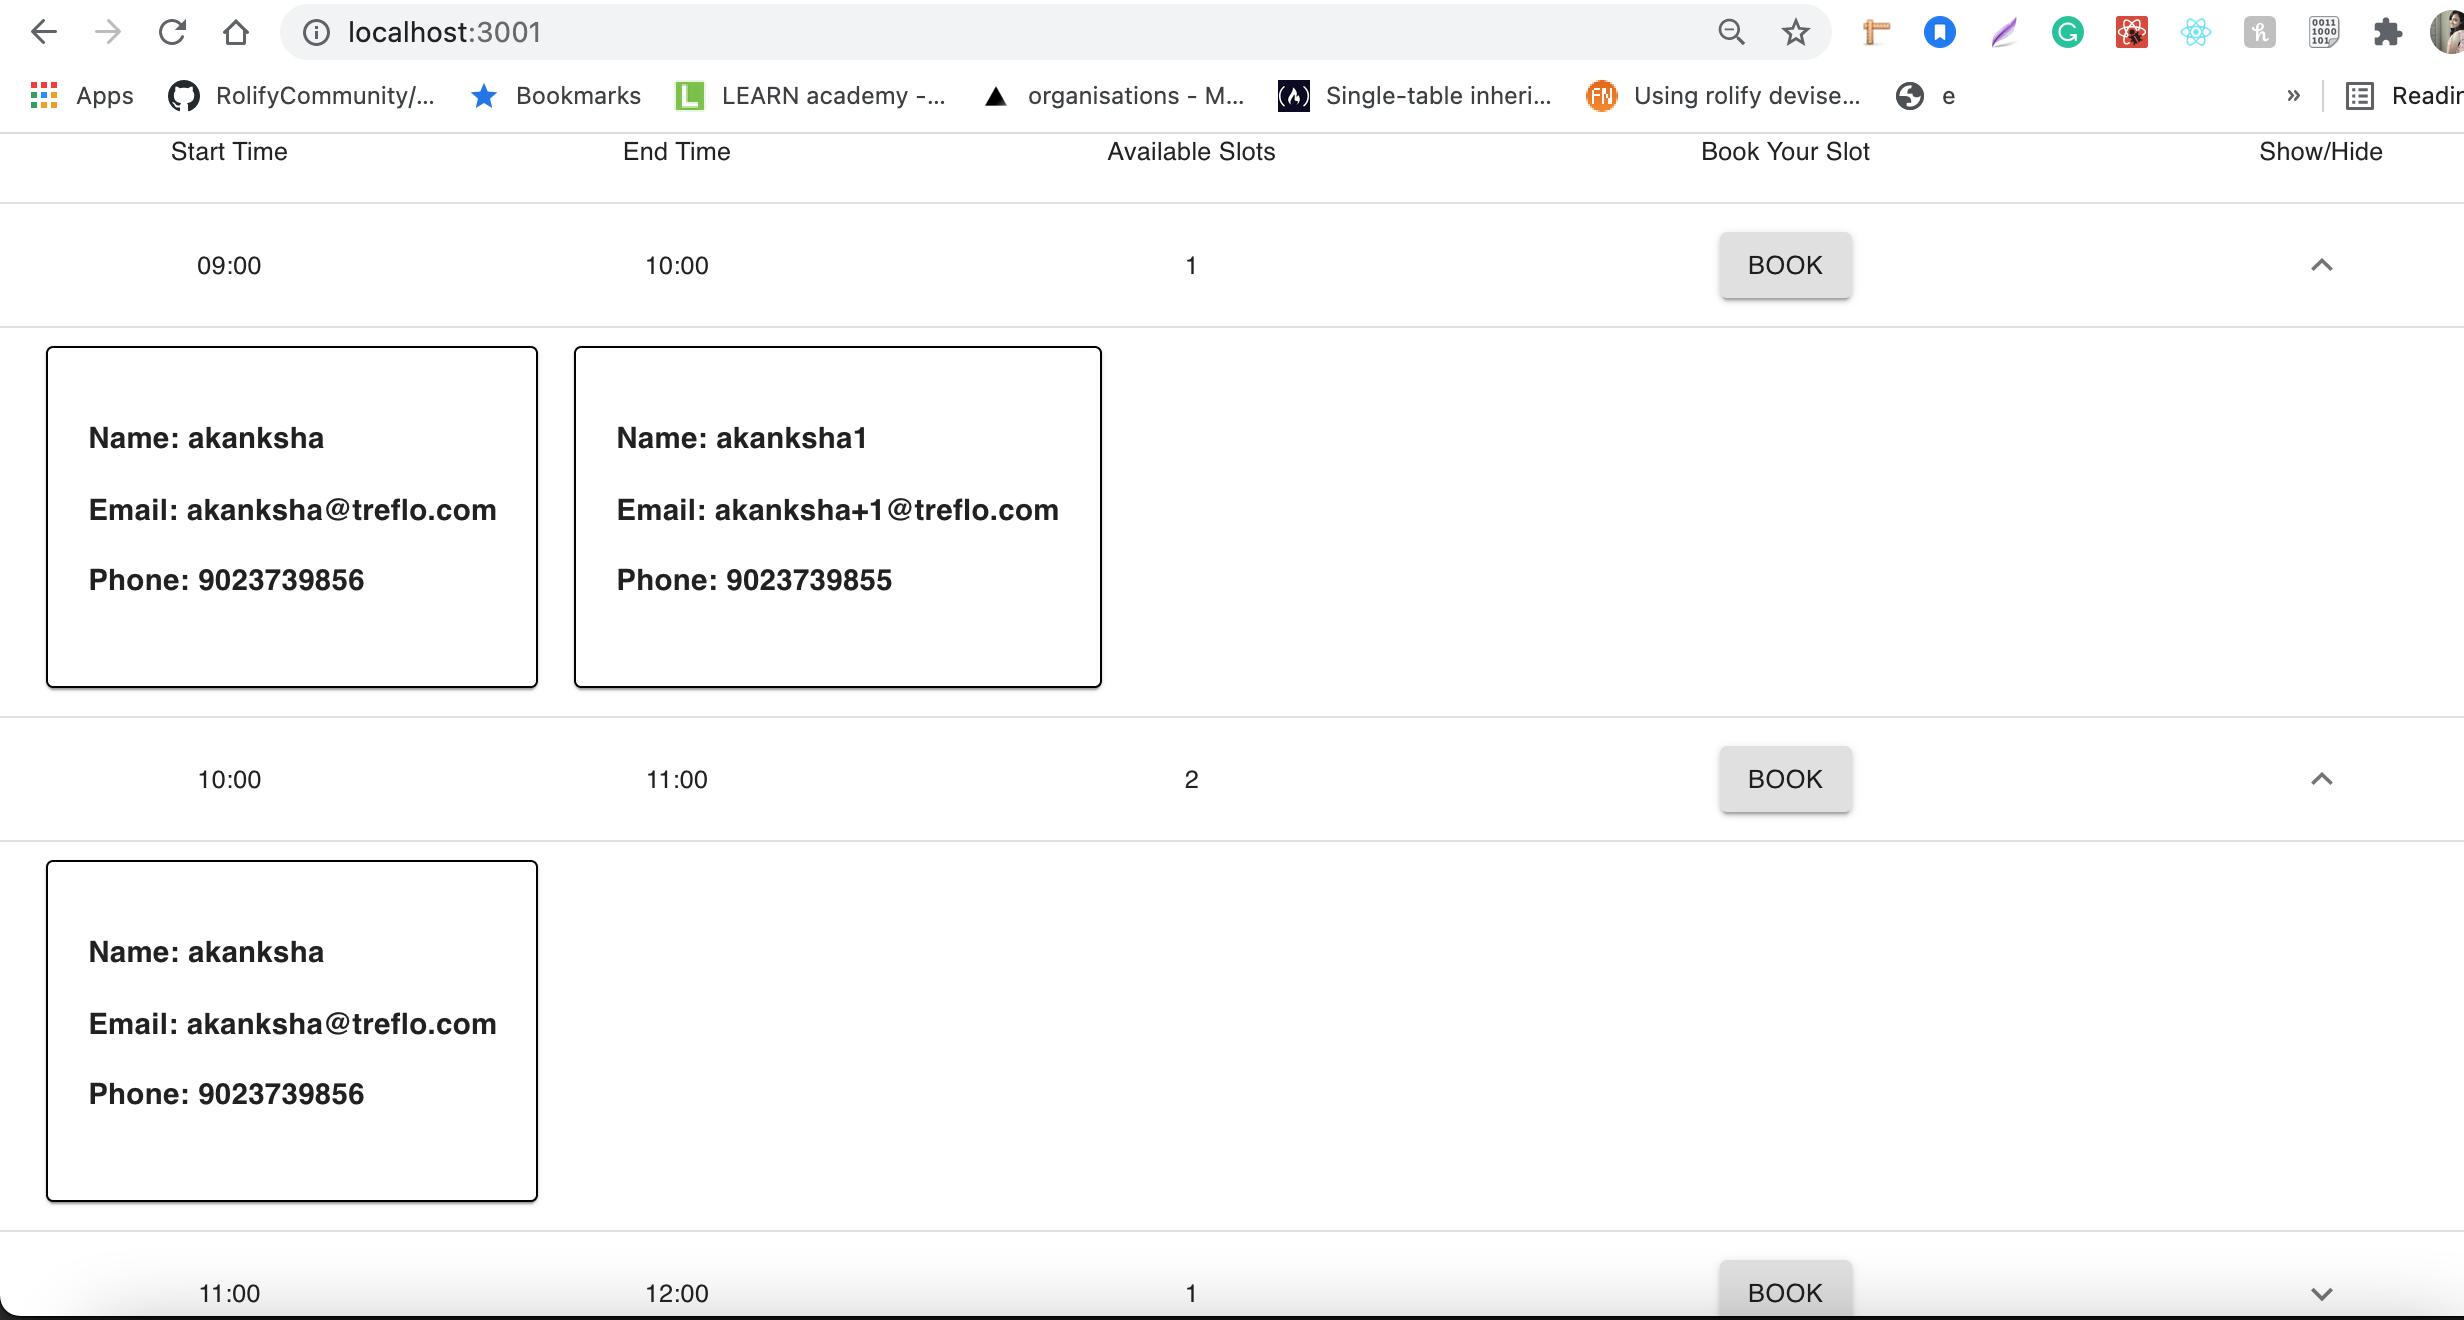 localhost:3001
Apps RolifyCommunity/... Bookmarks LEARN academy -... organisations - M... Single-table inheri... Using rolify devise... e » Readin
Start Time End Time Available Slots Book Your Slot Show/Hide
09:00 10:00 1 BOOK
Name: akanksha
Email: akanksha@treflo.com
Phone: 9023739856
Name: akanksha1
Email: akanksha+1@treflo.com
Phone: 9023739855
10:00 11:00 2 BOOK
Name: akanksha
Email: akanksha@treflo.com
Phone: 9023739856
11:00 12:00 1 BOOK